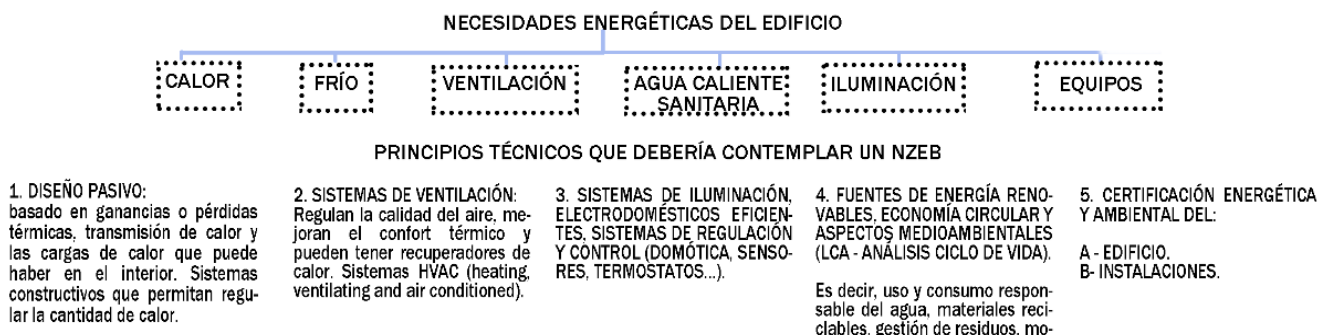 NECESIDADES ENERGÉTICAS DEL EDIFICIO
CALOR
FRÍO
VENTILACIÓN
AGUA CALIENTE
SANITARIA
ILUMINACIÓN
EQUIPOS
PRINCIPIOS TÉCNICOS QUE DEBERÍA CONTEMPLAR UN NZEB
1. DISEÑO PASIVO:
basado en ganancias o pérdidas
térmicas, transmisión de calor y
las cargas de calor que puede
haber en el interior. Sistemas
constructivos que permitan regu-
lar la cantidad de calor.
2. SISTEMAS DE VENTILACIÓN:
Regulan la calidad del aire, me-
joran el confort térmico y
pueden tener recuperadores de
calor. Sistemas HVAC (heating,
ventilating and air conditioned).
3. SISTEMAS DE ILUMINACIÓN,
ELECTRODOMÉSTICOS EFICIEN-
TES, SISTEMAS DE REGULACIÓN
Y CONTROL (DOMÓTICA, SENSO-
RES, TERMOSTATOS...).
4. FUENTES DE ENERGÍA RENO-
VABLES, ECONOMÍA CIRCULAR Y
ASPECTOS MEDIOAMBIENTALES
(LCA - ANÁLISIS CICLO DE VIDA).
Es decir, uso y consumo respon-
sable del agua, materiales reci-
clables, gestión de residuos, mo-
5. CERTIFICACIÓN ENERGÉTICA
Y AMBIENTAL DEL:
A - EDIFICIO.
B- INSTALACIONES.